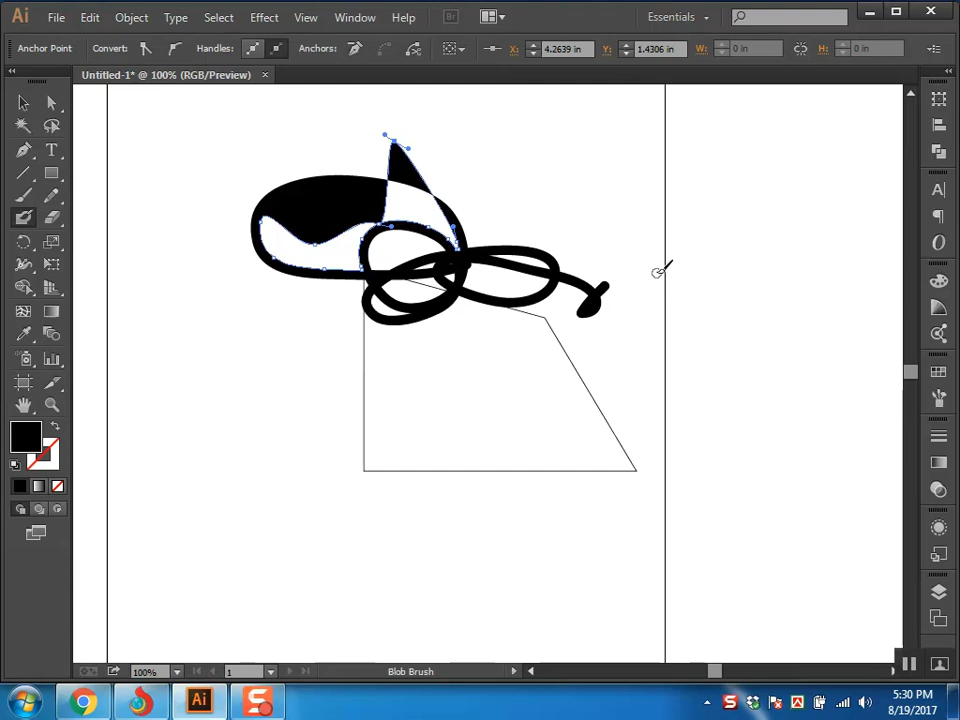 Ai File Edit Object Type Select Effect View Window Help Br Essentials
Anchor Point Convert: Handles: Anchors: X: 4.2639 in Y: 1.4306 in W: 0 in H: 0 in
Untitled-1* @ 100% (RGB/Preview) ×
100% 1 Blob Brush
Ai S S A 5:30 PM
8/19/2017